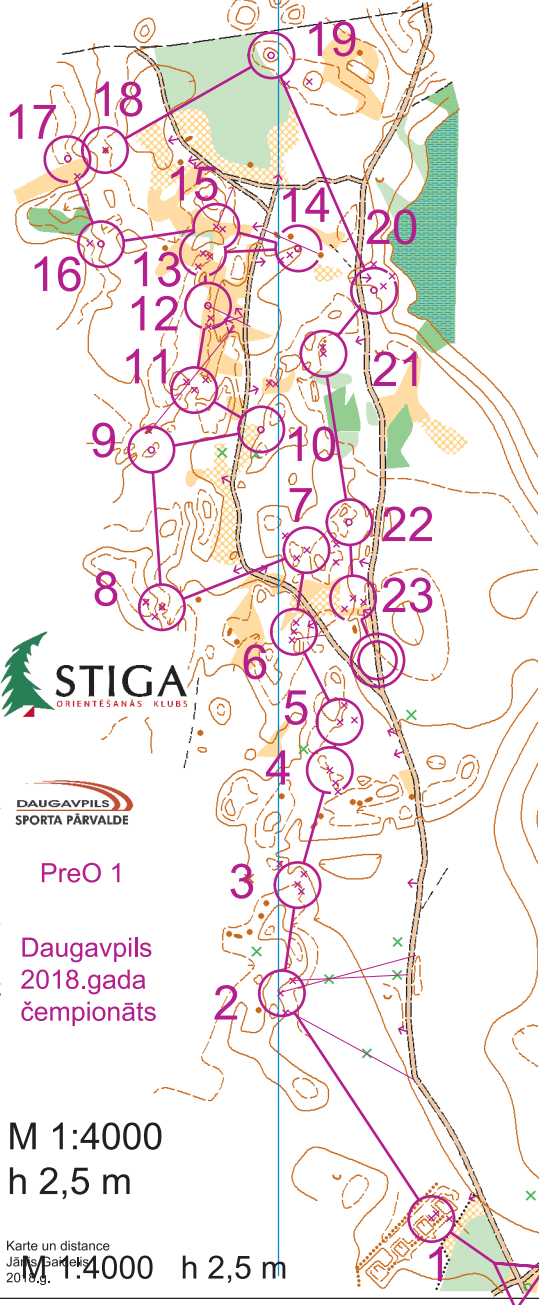 19
18
17
15
14
20
16
13
12
21
11
9
10
7
22
8
23
6
STIGA
ORIENTĒŠANĀS KLUBS
5
4
DAUGAVPILS
SPORTA PĀRVALDE
3
PreO 1
Daugavpils
2018.gada
čempionāts
2
M 1:4000
h 2,5 m
1
Karte un distance
Jānis Gaidelis
2018.g.
M 1:4000 h 2,5 m